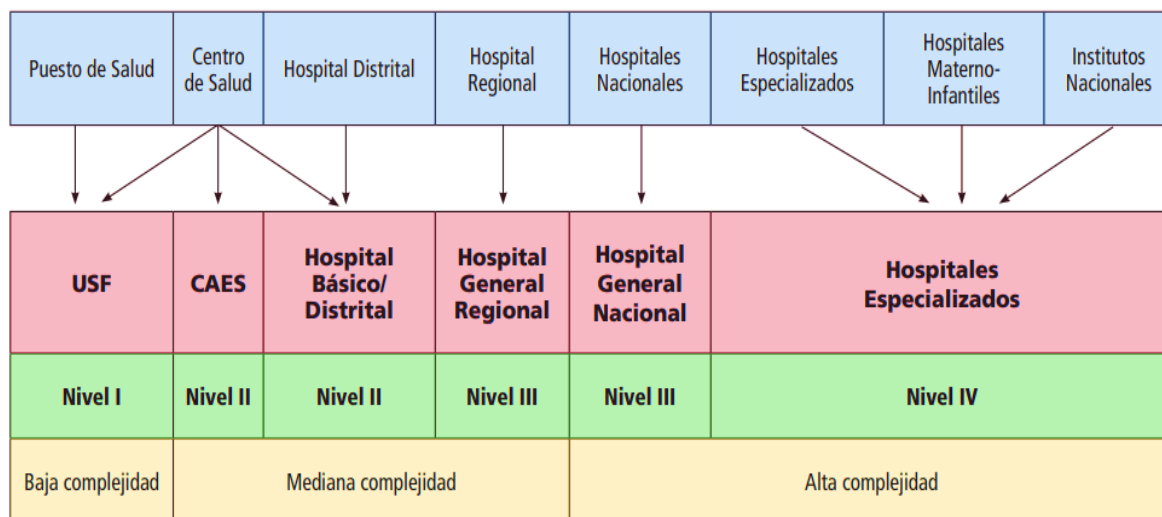 Puesto de Salud
Centro
de Salud
Hospital Distrital
Hospital
Regional
Hospitales
Nacionales
Hospitales
Especializados
Hospitales
Materno-
Infantiles
Institutos
Nacionales
USF
CAES
Hospital
Básico/
Distrital
Hospital
General
Regional
Hospital
General
Nacional
Hospitales
Especializados
Nivel I
Nivel II
Nivel II
Nivel III
Nivel III
Nivel IV
Baja complejidad
Mediana complejidad
Alta complejidad